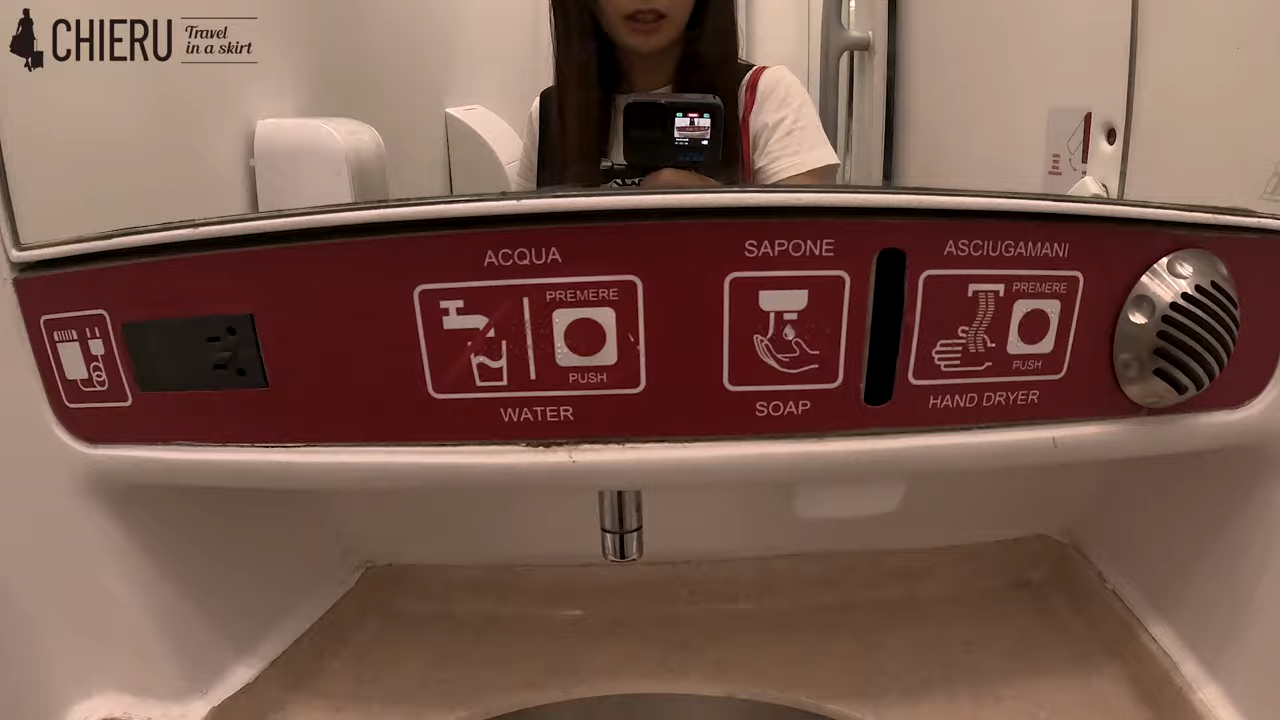 CHIERU
Travel
in a skirt
ACQUA
PREMERE
PUSH
WATER
SAPONE
SOAP
ASCIUGAMANI
PREMERE
PUSH
HAND DRYER